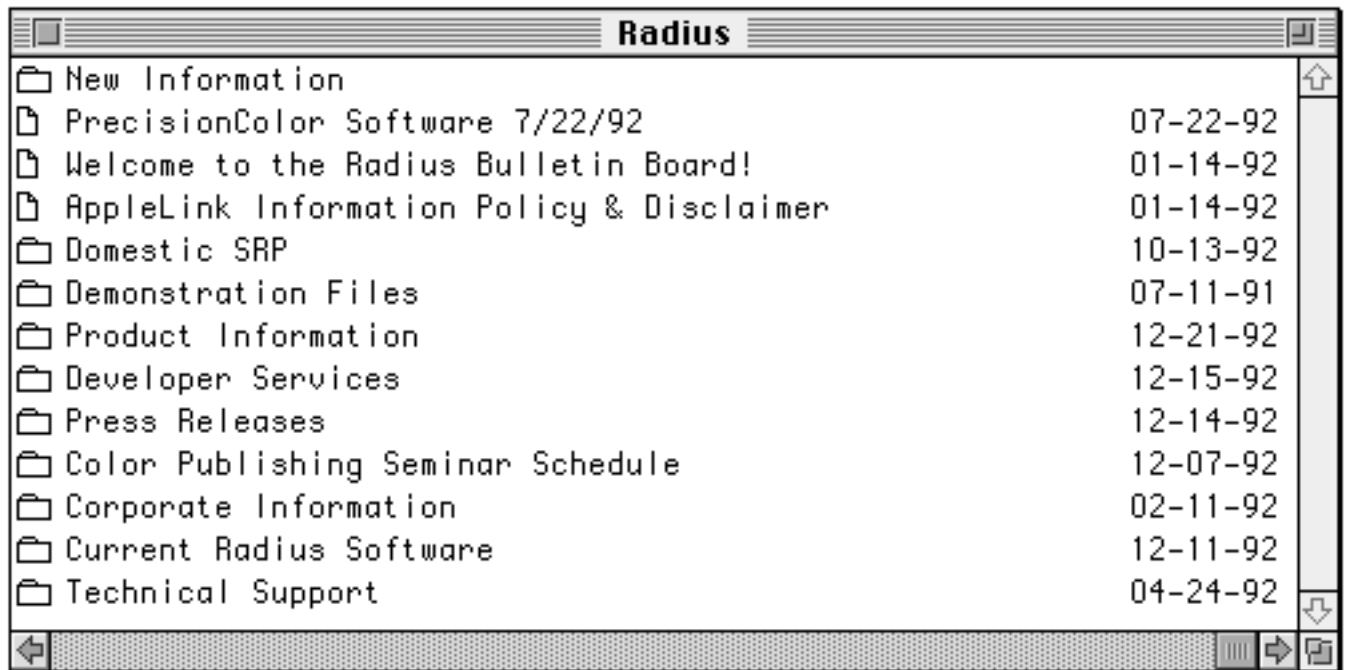 Radius
New Information
PrecisionColor Software 7/22/92 07-22-92
Welcome to the Radius Bulletin Board! 01-14-92
AppleLink Information Policy & Disclaimer 01-14-92
Domestic SRP 10-13-92
Demonstration Files 07-11-91
Product Information 12-21-92
Developer Services 12-15-92
Press Releases 12-14-92
Color Publishing Seminar Schedule 12-07-92
Corporate Information 02-11-92
Current Radius Software 12-11-92
Technical Support 04-24-92